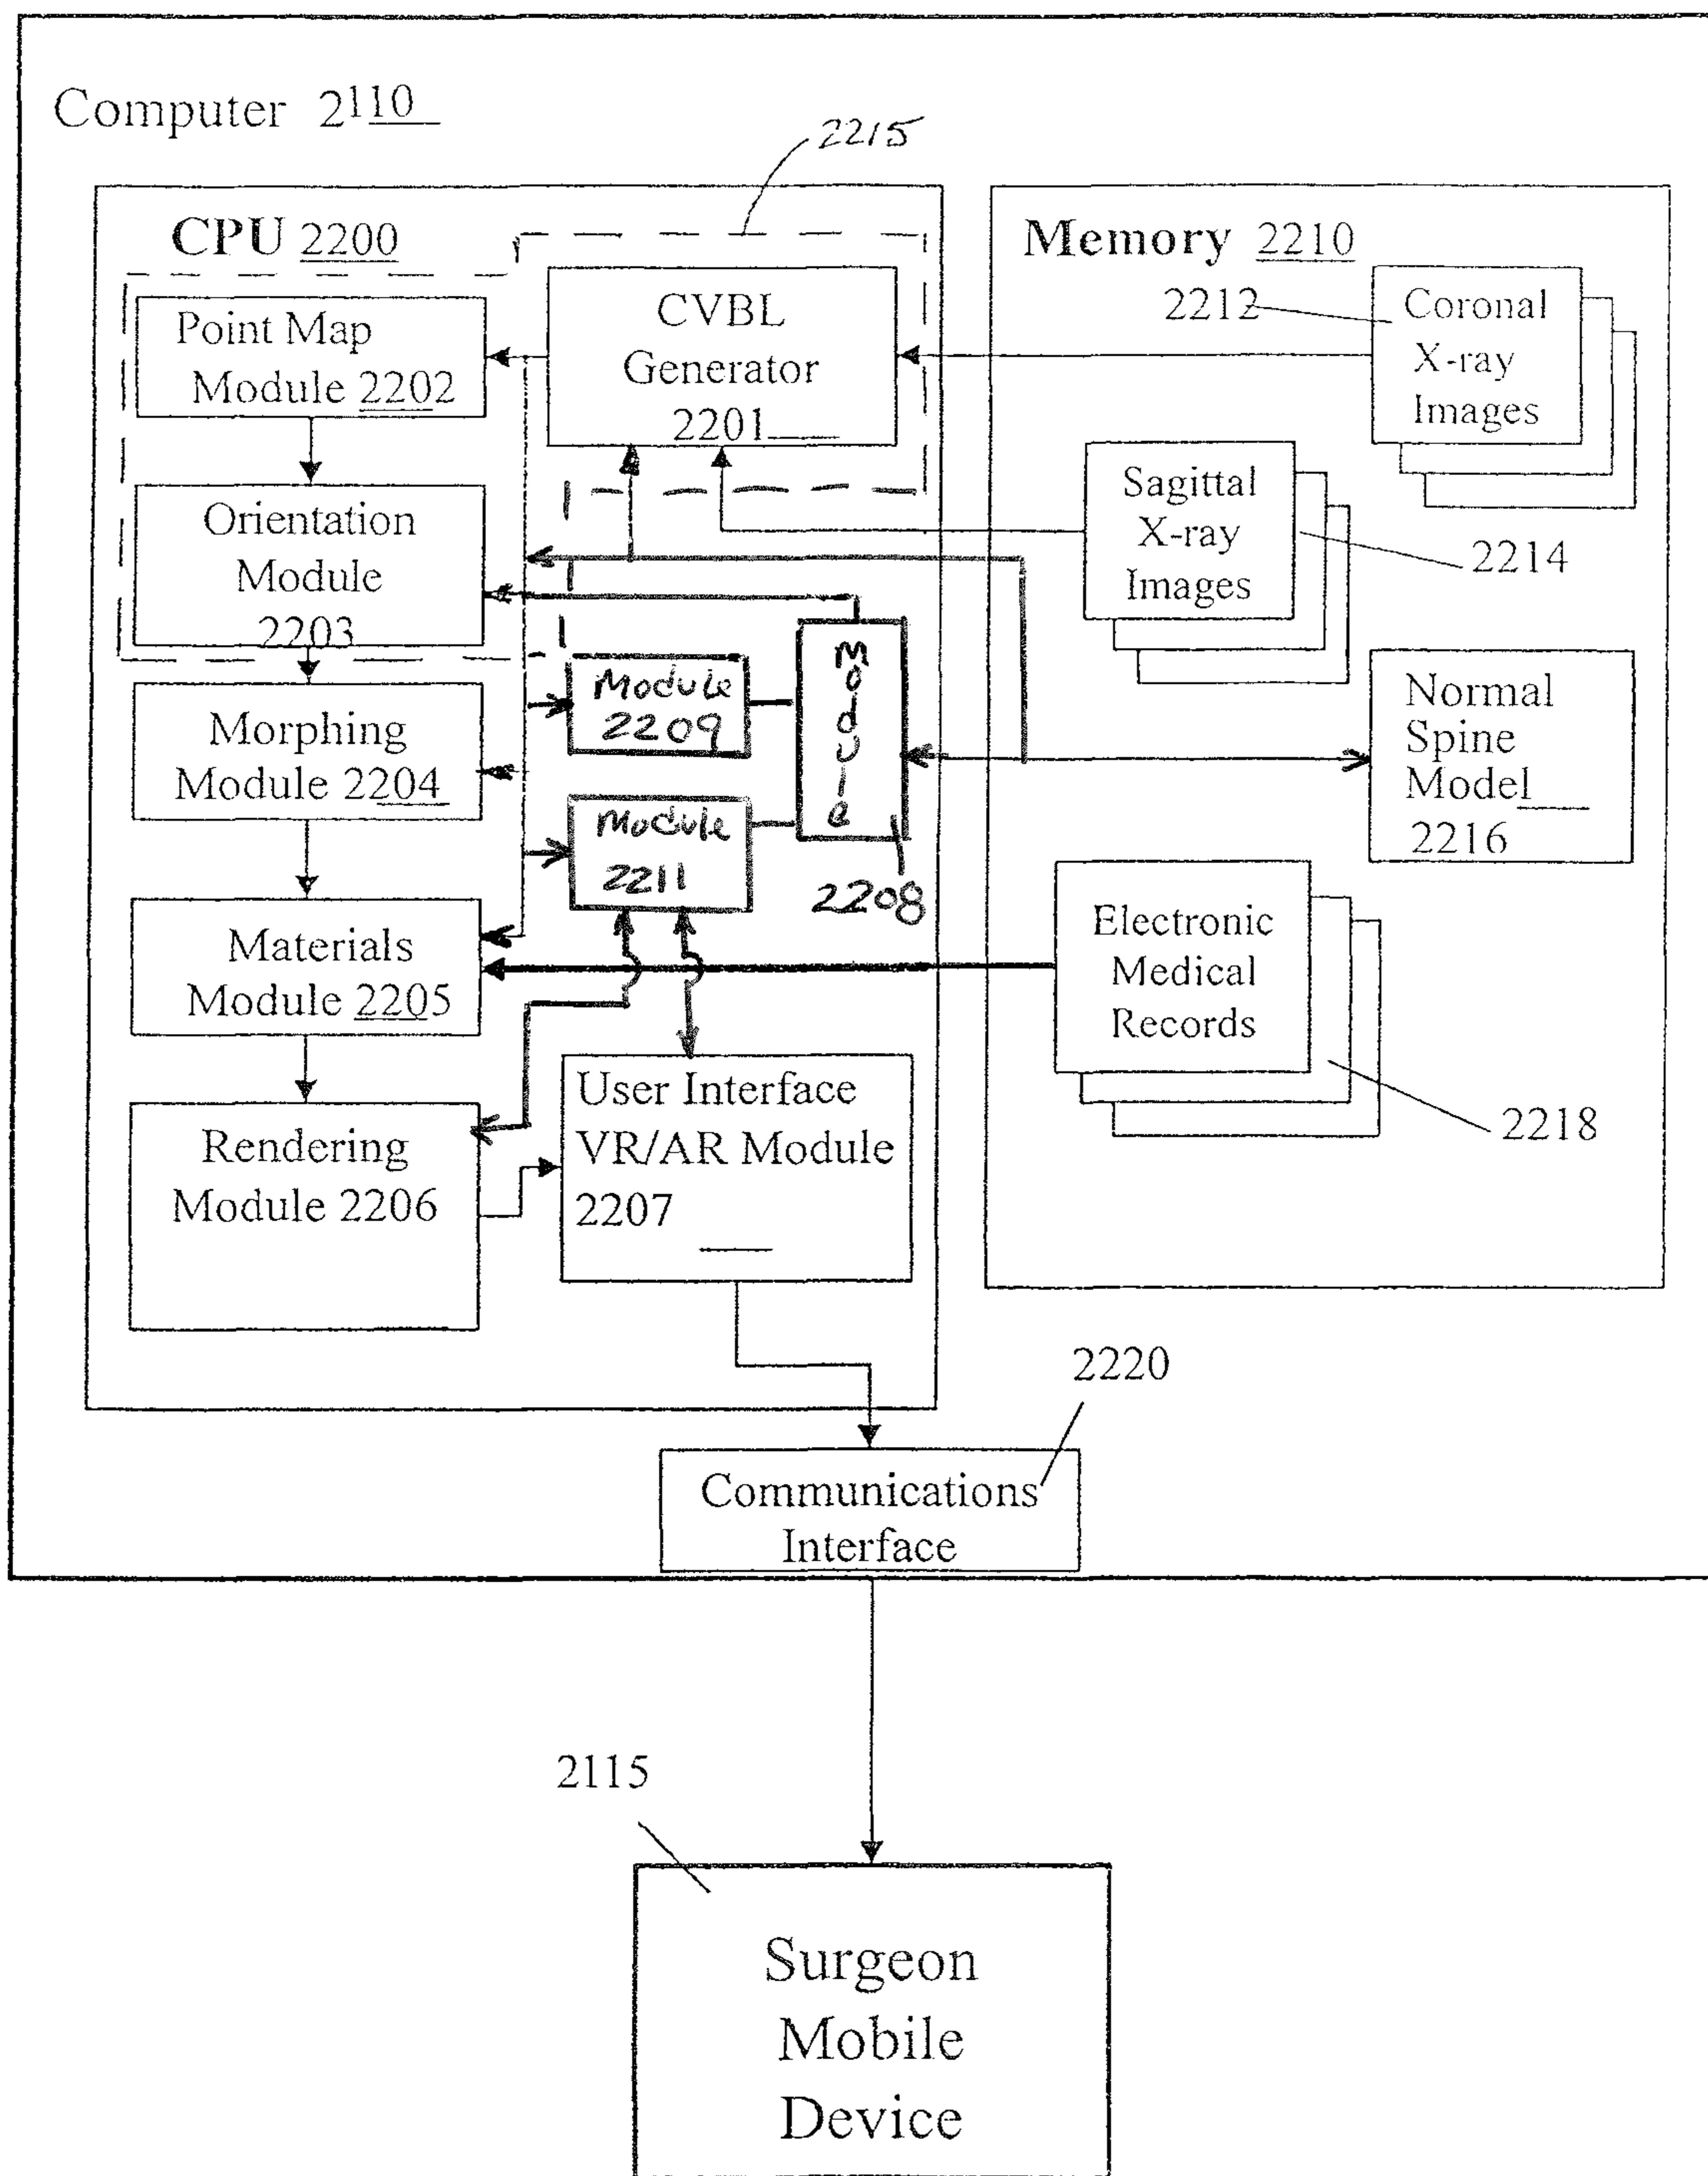 Computer 2110
2215
CPU 2200
Memory 2210
Point Map
Module 2202
CVBL
Generator
2201
2212
Coronal
X-ray
Images
Orientation
Module
2203
Sagittal
X-ray
Images
2214
Module
2209
Module
2208
Normal
Spine
Model
2216
Morphing
Module 2204
Module
2211
Materials
Module 2205
Electronic
Medical
Records
2218
Rendering
Module 2206
User Interface
VR/AR Module
2207
2220
Communications
Interface
2115
Surgeon
Mobile
Device